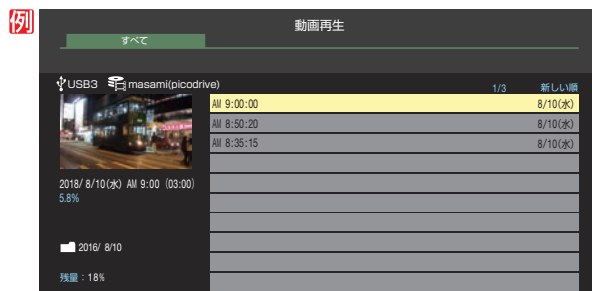 例
動画再生
すべて
USB3 masami(picodrive)
1/3 新しい順
AM 9:00:00 8/10(水)
AM 8:50:20 8/10(水)
AM 8:35:15 8/10(水)
2018/ 8/10(水) AM 9:00 (03:00)
5.8%
2016/ 8/10
残量：18%